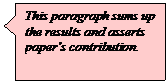 This paragraph sums up
the results and asserts
paper's contribution.